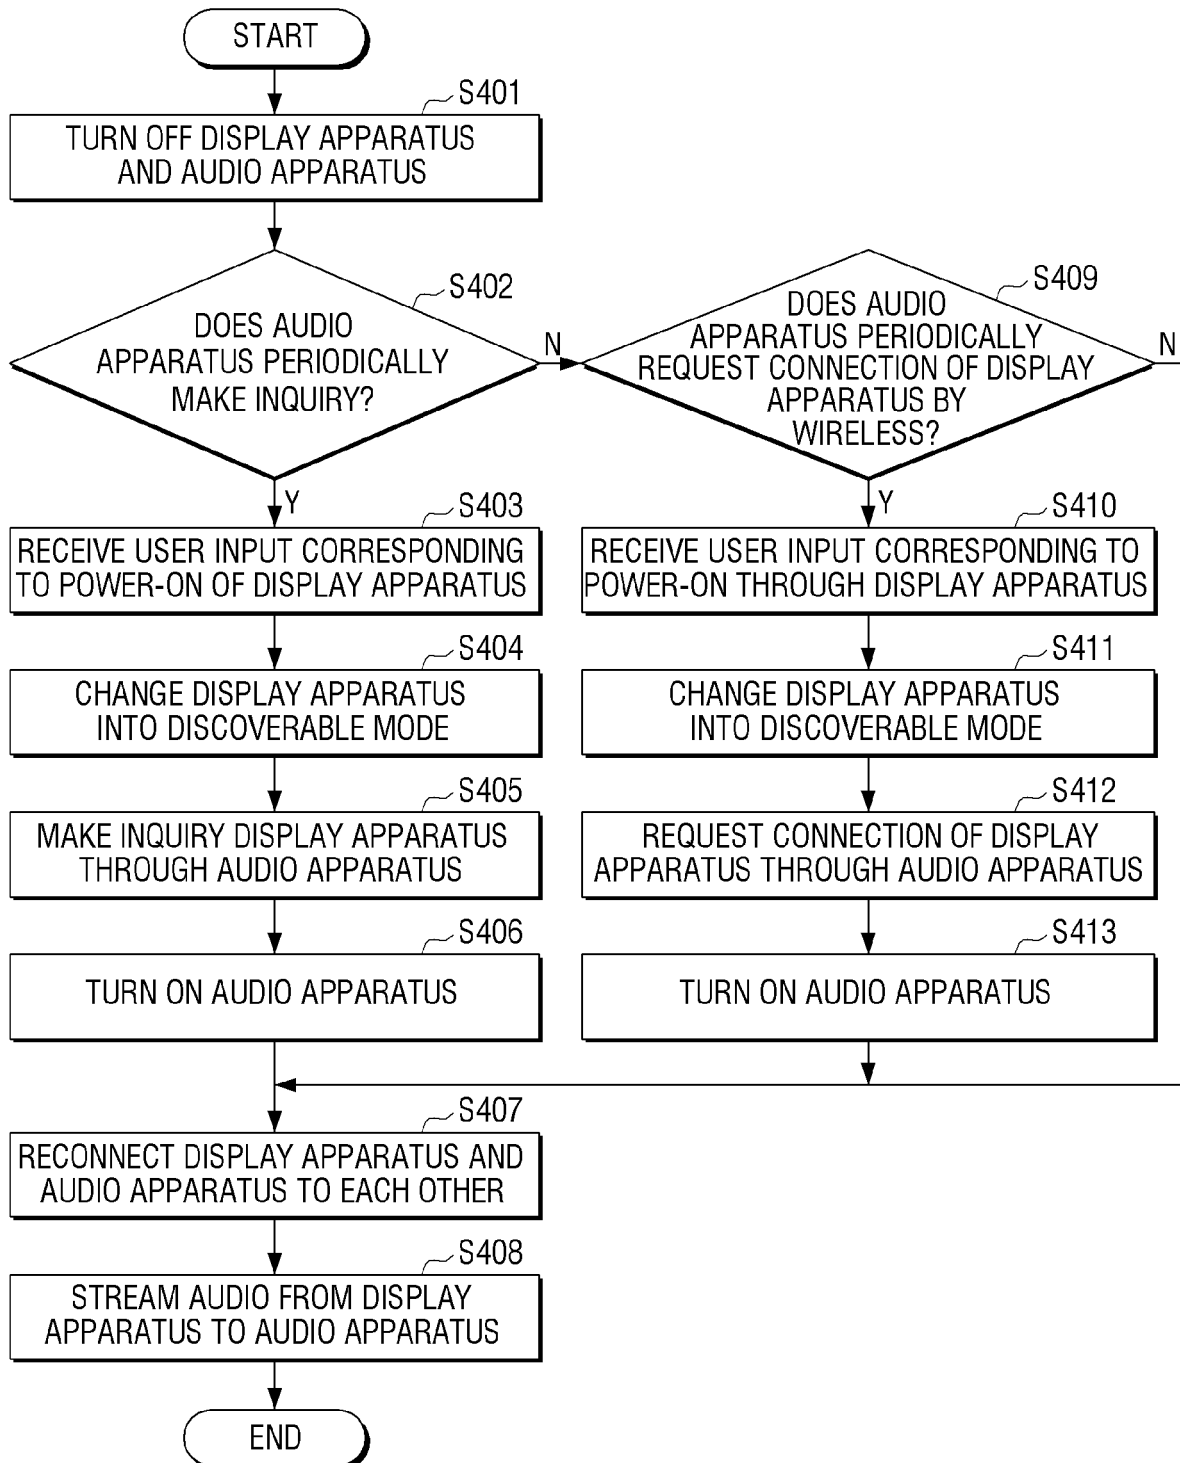 START
S401
TURN OFF DISPLAY APPARATUS
AND AUDIO APPARATUS
S402
DOES AUDIO
APPARATUS PERIODICALLY
MAKE INQUIRY?
N
Y
S403
RECEIVE USER INPUT CORRESPONDING
TO POWER-ON OF DISPLAY APPARATUS
S404
CHANGE DISPLAY APPARATUS
INTO DISCOVERABLE MODE
S405
MAKE INQUIRY DISPLAY APPARATUS
THROUGH AUDIO APPARATUS
S406
TURN ON AUDIO APPARATUS
S409
DOES AUDIO
APPARATUS PERIODICALLY
REQUEST CONNECTION OF DISPLAY
APPARATUS BY
WIRELESS?
N
Y
S410
RECEIVE USER INPUT CORRESPONDING TO
POWER-ON THROUGH DISPLAY APPARATUS
S411
CHANGE DISPLAY APPARATUS
INTO DISCOVERABLE MODE
S412
REQUEST CONNECTION OF DISPLAY
APPARATUS THROUGH AUDIO APPARATUS
S413
TURN ON AUDIO APPARATUS
S407
RECONNECT DISPLAY APPARATUS AND
AUDIO APPARATUS TO EACH OTHER
S408
STREAM AUDIO FROM DISPLAY
APPARATUS TO AUDIO APPARATUS
END